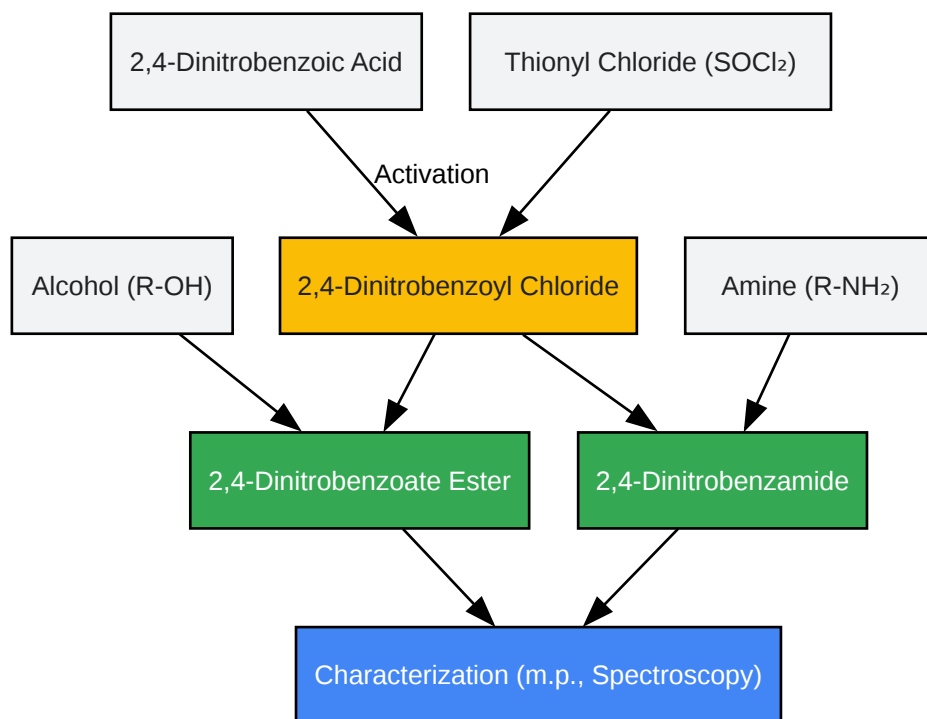 2,4-Dinitrobenzoic Acid
Thionyl Chloride (SOCl₂)
Activation
Alcohol (R-OH)
2,4-Dinitrobenzoyl Chloride
Amine (R-NH₂)
2,4-Dinitrobenzoate Ester
2,4-Dinitrobenzamide
Characterization (m.p., Spectroscopy)